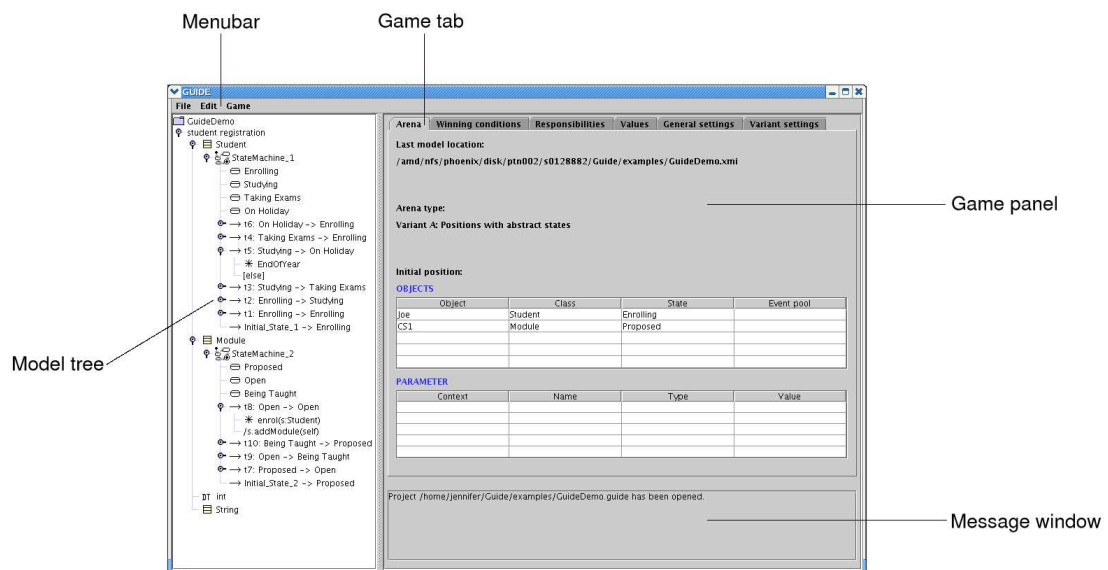 Menubar
Game tab
GUIDE
File Edit Game
GuideDemo
student registration
Student
StateMachine_1
Enrolling
Studying
Taking Exams
On Holiday
t6: On Holiday -> Enrolling
t4: Taking Exams -> Enrolling
t5: Studying -> On Holiday
EndOfYear
[else]
t3: Studying -> Taking Exams
t2: Enrolling -> Studying
t1: Enrolling -> Enrolling
Initial_State_1 -> Enrolling
Module
StateMachine_2
Proposed
Open
Being Taught
t8: Open -> Open
enrol(s:Student)
/s.addModule(self)
t10: Being Taught -> Proposed
t9: Open -> Being Taught
t7: Proposed -> Open
Initial_State_2 -> Proposed
DT int
String
Model tree
Arena Winning conditions Responsibilities Values General settings Variant settings
Last model location:
/amd/nfs/phoenix/disk/ptn002/s0128882/Guide/examples/GuideDemo.xmi
Arena type:
Variant A: Positions with abstract states
Initial position:
OBJECTS
Object Class State Event pool
Joe Student Enrolling
CS1 Module Proposed
PARAMETER
Context Name Type Value
Project /home/jennifer/Guide/examples/GuideDemo.guide has been opened.
Game panel
Message window